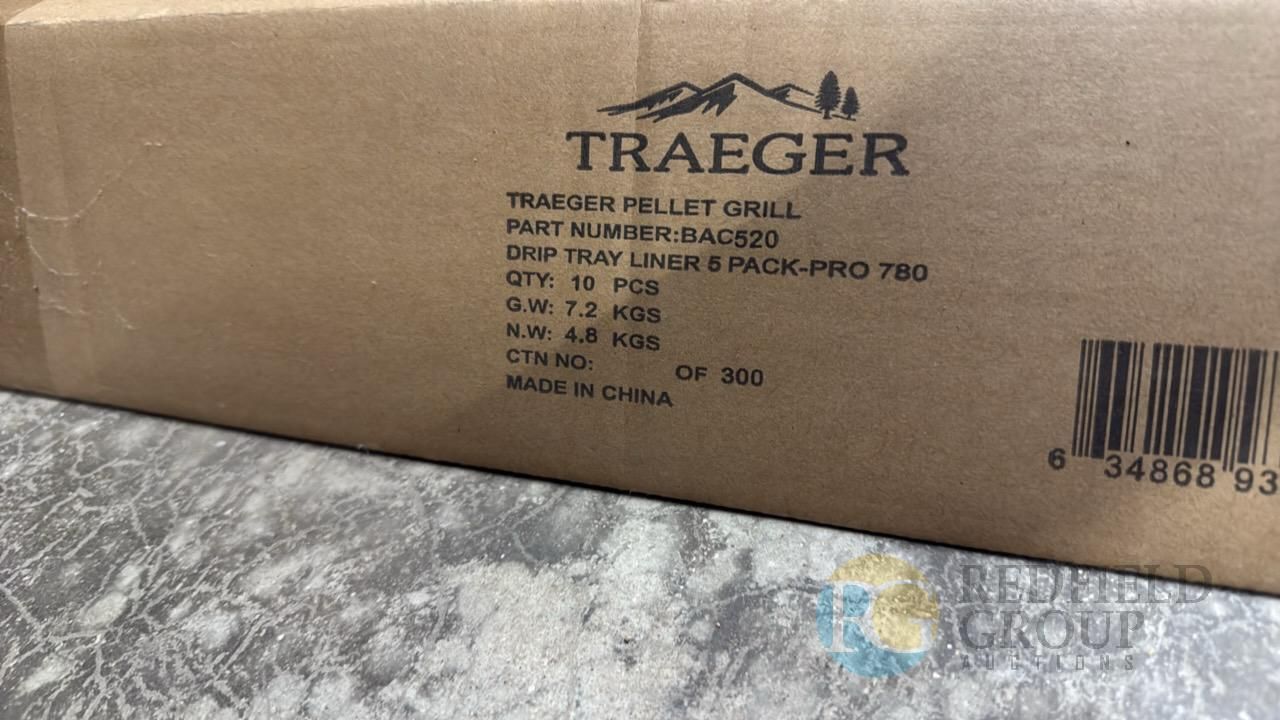 TRAEGER
TRAEGER PELLET GRILL
PART NUMBER:BAC520
DRIP TRAY LINER 5 PACK-PRO 780
QTY: 10 PCS
G.W: 7.2 KGS
N.W: 4.8 KGS
CTN NO: OF 300
MADE IN CHINA
6 34868 93
RG
REDFIELD
GROUP
AUCTIONS